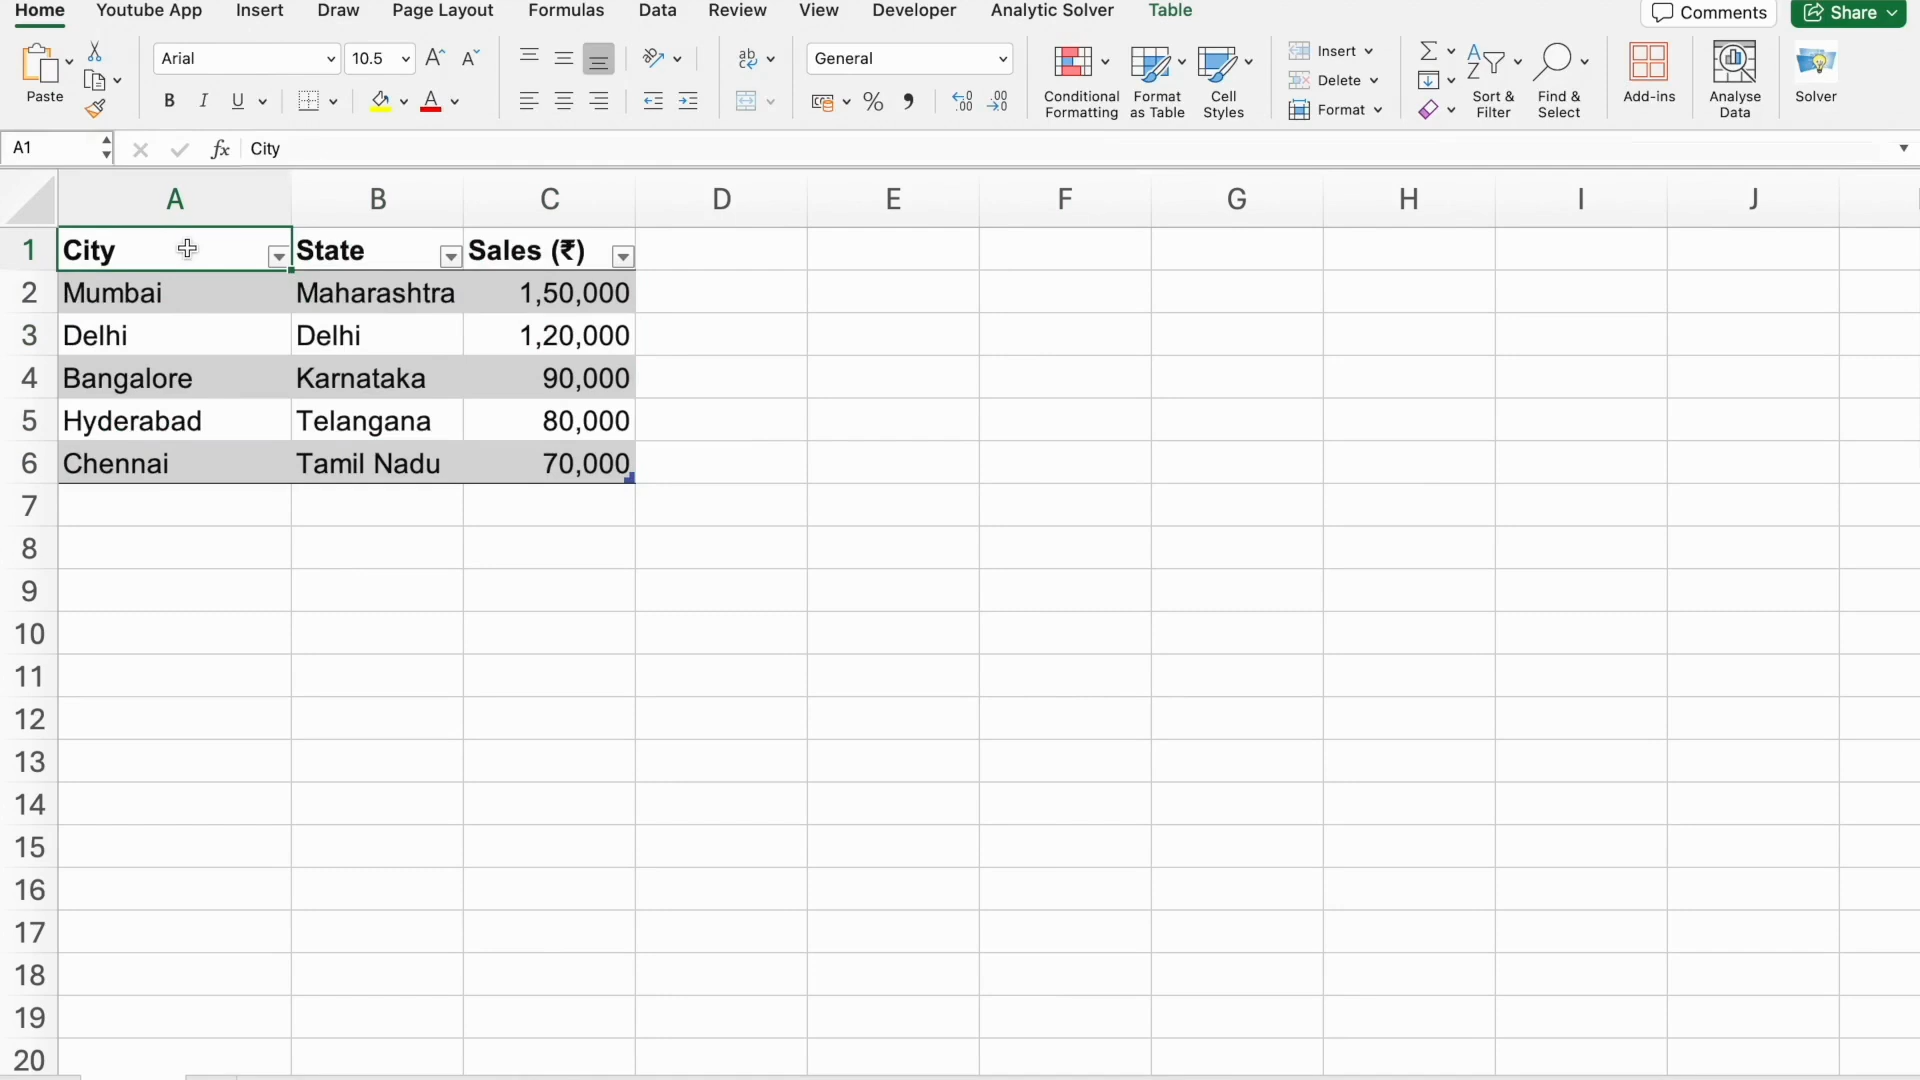 Home Youtube App Insert Draw Page Layout Formulas Data Review View Developer Analytic Solver Table Comments Share
Paste Arial 10.5 A A B I U A ab General % Conditional Formatting Format as Table Cell Styles Insert Delete Format Sort & Filter Find & Select Add-ins Analyse Data Solver
A1 fx City
A B C D E F G H I J
1 City State Sales (₹)
2 Mumbai Maharashtra 1,50,000
3 Delhi Delhi 1,20,000
4 Bangalore Karnataka 90,000
5 Hyderabad Telangana 80,000
6 Chennai Tamil Nadu 70,000
7
8
9
10
11
12
13
14
15
16
17
18
19
20